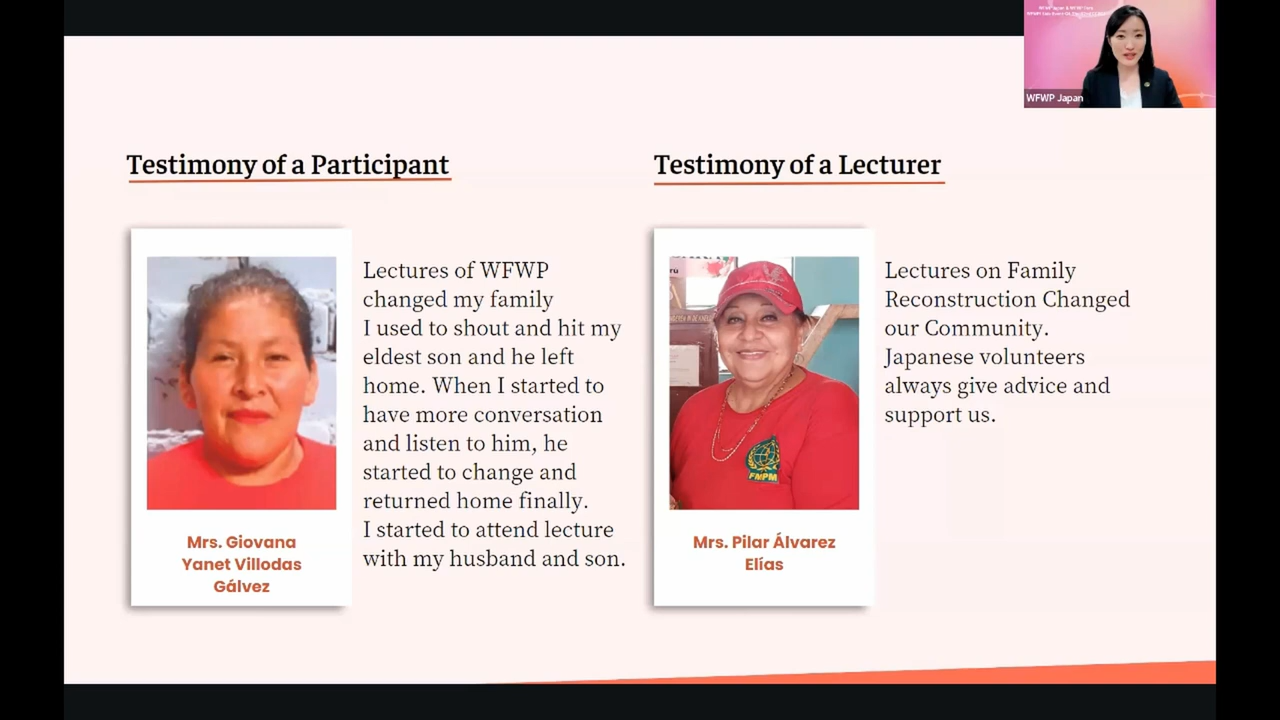 WFWP Japan
Testimony of a Participant
Lectures of WFWP
changed my family
I used to shout and hit my
eldest son and he left
home. When I started to
have more conversation
and listen to him, he
started to change and
returned home finally.
I started to attend lecture
with my husband and son.
Mrs. Giovana
Yanet Villodas
Gálvez
Testimony of a Lecturer
Lectures on Family
Reconstruction Changed
our Community.
Japanese volunteers
always give advice and
support us.
FMPM
Mrs. Pilar Álvarez
Elías